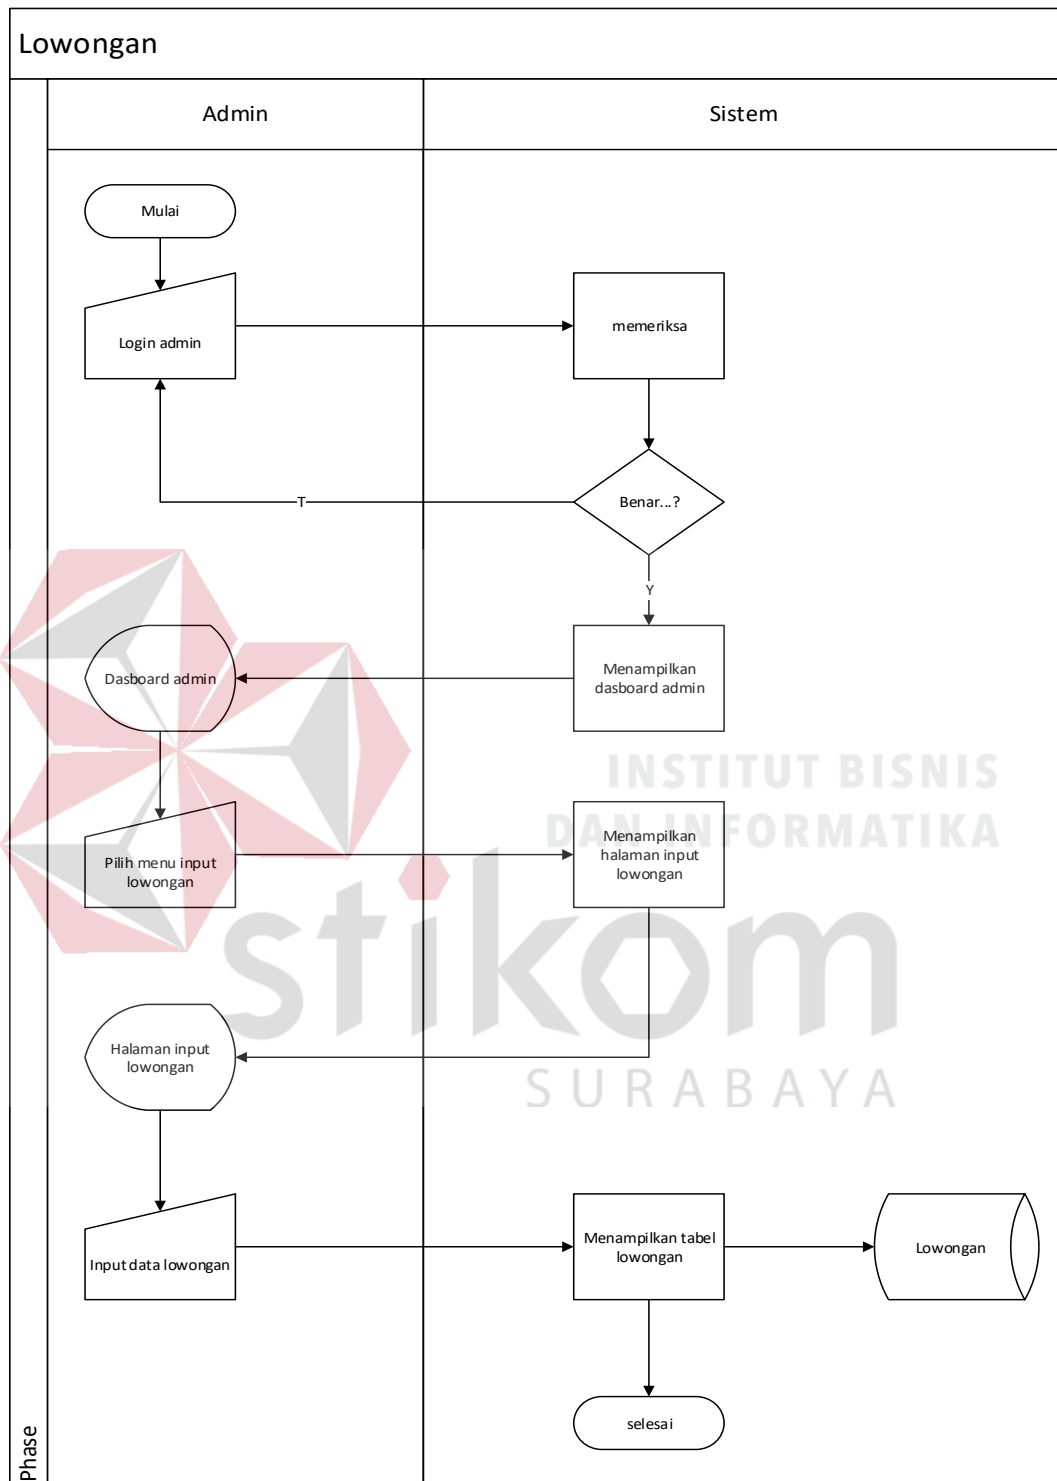 Lowongan
Admin
Sistem
Mulai
Login admin
memeriksa
Benar...?
T
Y
Dasboard admin
Menampilkan
dasboard admin
INSTITUT BISNIS
DAN INFORMATIKA
Pilih menu input
lowongan
Menampilkan
halaman input
lowongan
stikom
SURABAYA
Halaman input
lowongan
Input data lowongan
Menampilkan tabel
lowongan
Lowongan
selesai
Phase